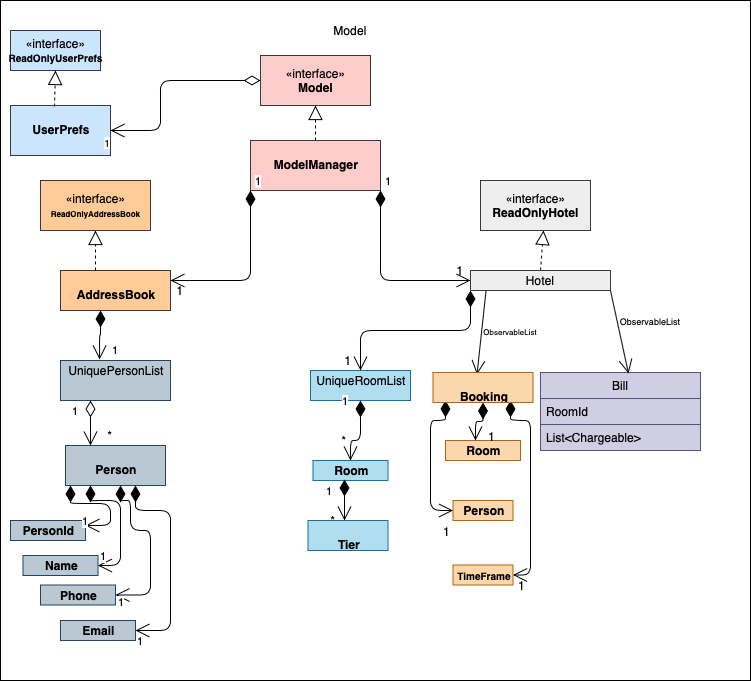 Model
«interface»
ReadOnlyUserPrefs
UserPrefs
1
«interface»
Model
ModelManager
1
1
«interface»
ReadOnlyAddressBook
AddressBook
1
«interface»
ReadOnlyHotel
1
Hotel
ObservableList
ObservableList
1
UniquePersonList
1
*
Person
1
PersonId
1
Name
1
Phone
1
Email
1
UniqueRoomList
1
*
Room
1
*
Tier
Booking
1
Room
Person
1
TimeFrame
1
Bill
RoomId
List<Chargeable>